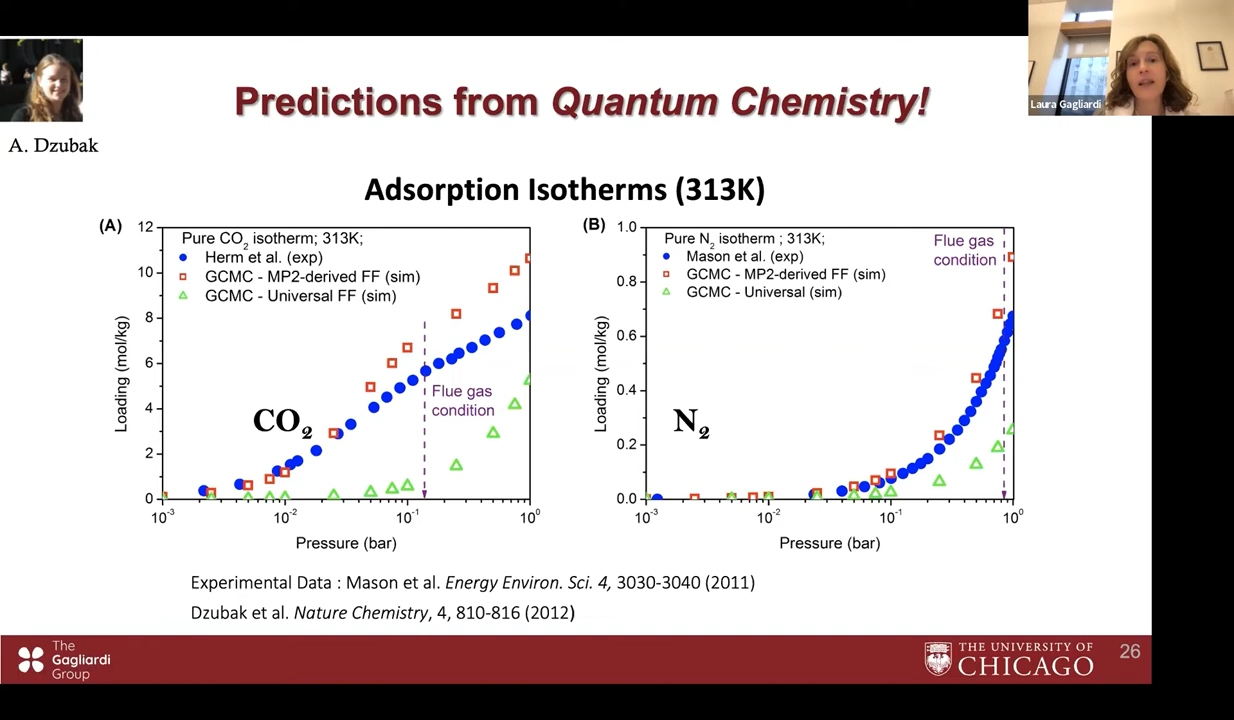 Laura Gagliardi
A. Dzubak
Predictions from Quantum Chemistry!
Adsorption Isotherms (313K)
(A)
Pure CO2 isotherm; 313K;
Herm et al. (exp)
GCMC - MP2-derived FF (sim)
GCMC - Universal FF (sim)
12
10
8
6
4
2
0
Loading (mol/kg)
CO2
Flue gas
condition
10-3
10-2
10-1
100
Pressure (bar)
(B)
Pure N2 isotherm ; 313K;
Mason et al. (exp)
GCMC - MP2-derived FF (sim)
GCMC - Universal (sim)
Flue gas
condition
1.0
0.8
0.6
0.4
0.2
0.0
Loading (mol/kg)
N2
10-3
10-2
10-1
100
Pressure (bar)
Experimental Data : Mason et al. Energy Environ. Sci. 4, 3030-3040 (2011)
Dzubak et al. Nature Chemistry, 4, 810-816 (2012)
The
Gagliardi
Group
THE UNIVERSITY OF
CHICAGO
26